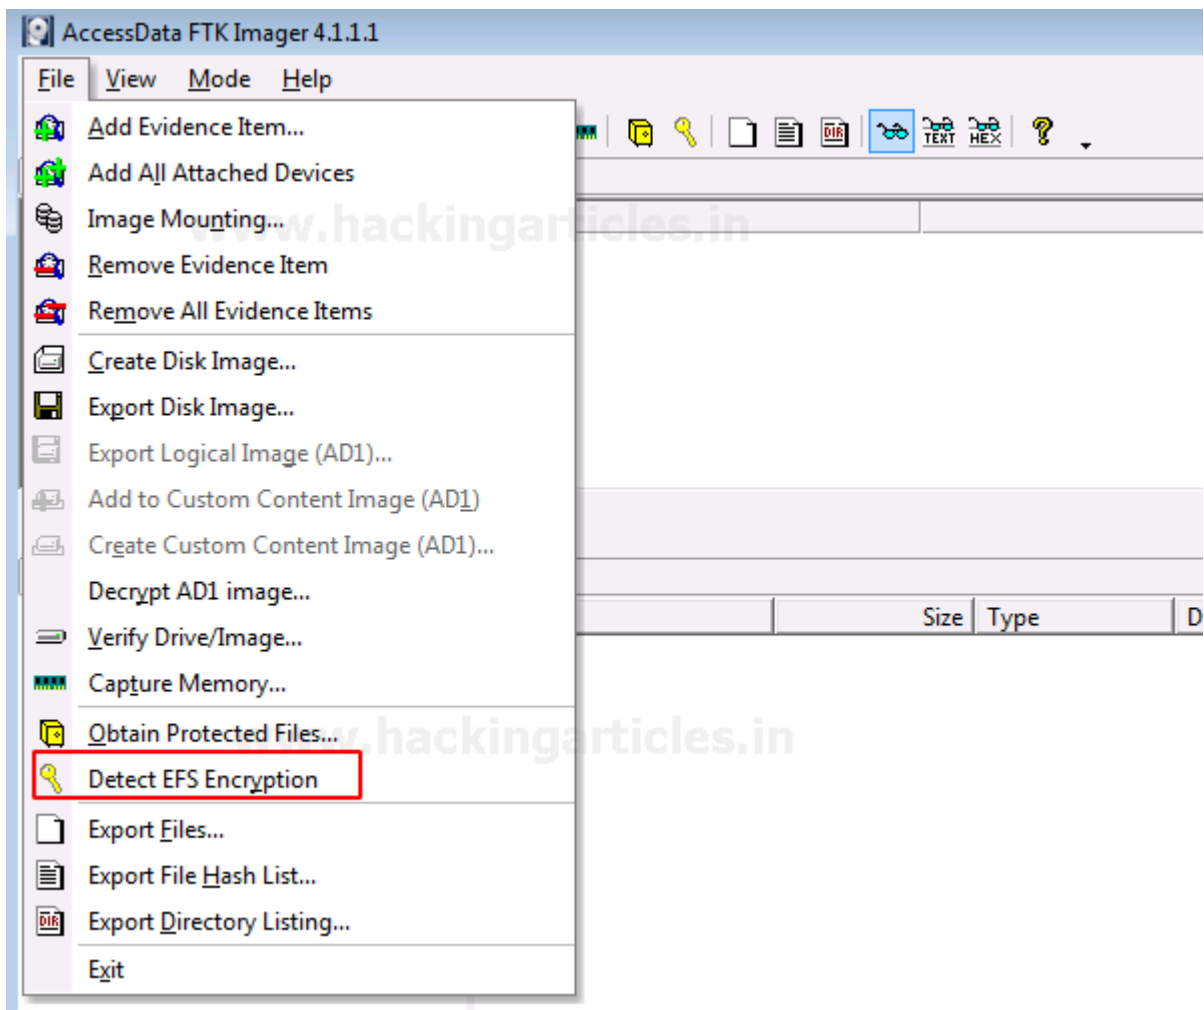 AccessData FTK Imager 4.1.1.1
File View Mode Help
Add Evidence Item...
TEXT HEX
DIR
Add All Attached Devices
Image Mounting...
www.hackingarticles.in
Remove Evidence Item
Remove All Evidence Items
Create Disk Image...
Export Disk Image...
Export Logical Image (AD1)...
Add to Custom Content Image (AD1)
Create Custom Content Image (AD1)...
Decrypt AD1 image...
Size Type D
Verify Drive/Image...
Capture Memory...
Obtain Protected Files...
www.hackingarticles.in
Detect EFS Encryption
Export Files...
Export File Hash List...
DIR Export Directory Listing...
Exit